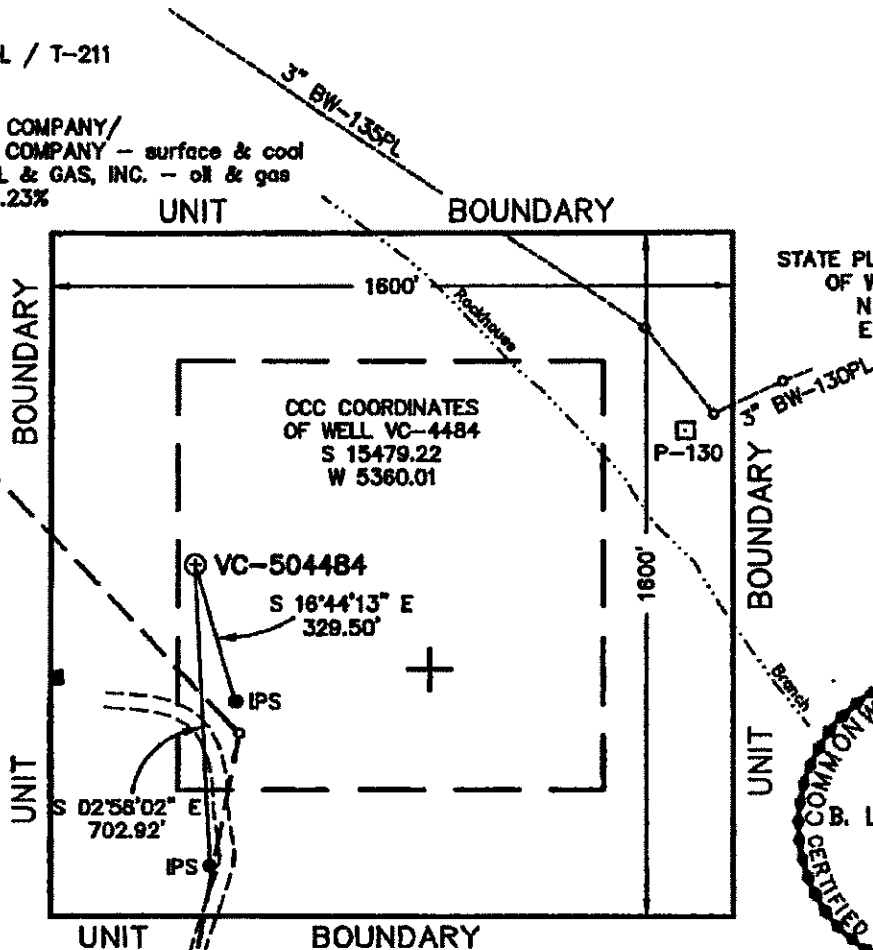 L / T-211
COMPANY/
COMPANY - surface & coal
L & GAS, INC. - oil & gas
.23%
3" BW-135PL
UNIT BOUNDARY
STATE PL
OF W
N
E
1600'
Rockhouse
BOUNDARY
CCC COORDINATES
OF WELL VC-4484
S 15479.22
W 5360.01
3" BW-130PL
P-130
BOUNDARY
VC-504484
1600'
S 16°44'13" E
329.50'
IPS
Branch
UNIT
UNIT
S 02°58'02" E
702.92'
IPS
COMMONW
B. L
CERTIFIED
UNIT BOUNDARY